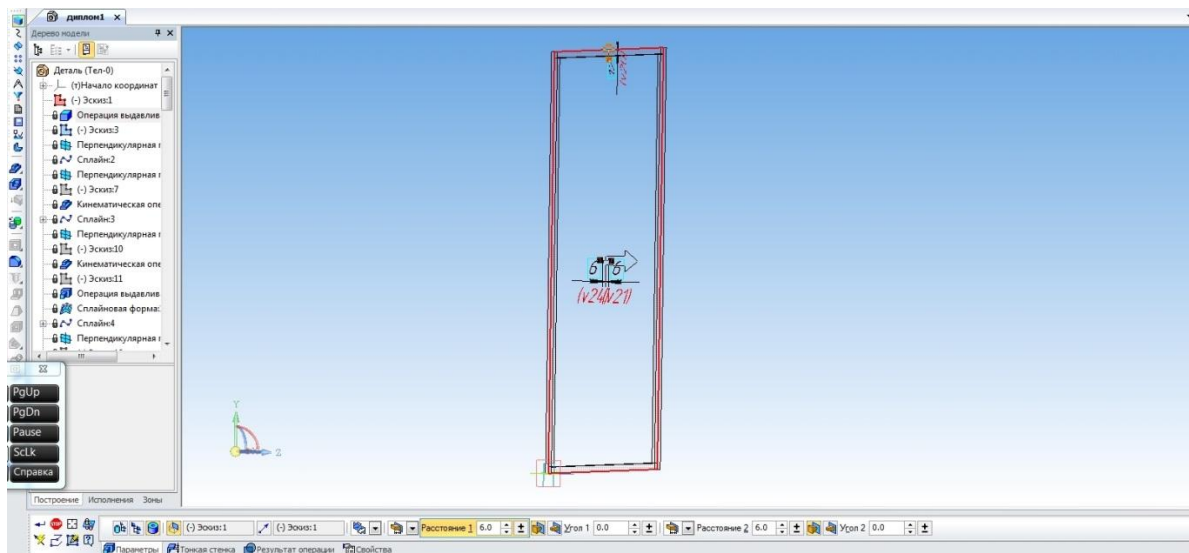 диплом1
Дерево модели
Деталь (Тел-0)
(т)Начало координат
(-) Эскиз:1
Операция выдавлив
(-) Эскиз:3
Перпендикулярная п
Сплайн:2
Перпендикулярная п
(-) Эскиз:7
Кинематическая опе
Сплайн:3
Перпендикулярная п
(-) Эскиз:10
Кинематическая опе
(-) Эскиз:11
Операция выдавлив
Сплайновая форма:
Сплайн:4
Перпендикулярная п
6 6
(v24)(v21)
Y
Z
PgUp
PgDn
Pause
ScLk
Справка
Построение Исполнения Зоны
(-) Эскиз:1 (-) Эскиз:1 Расстояние 1 6.0 Угол 1 0.0 Расстояние 2 6.0 Угол 2 0.0
Параметры Тонкая стенка Результат операции Свойства